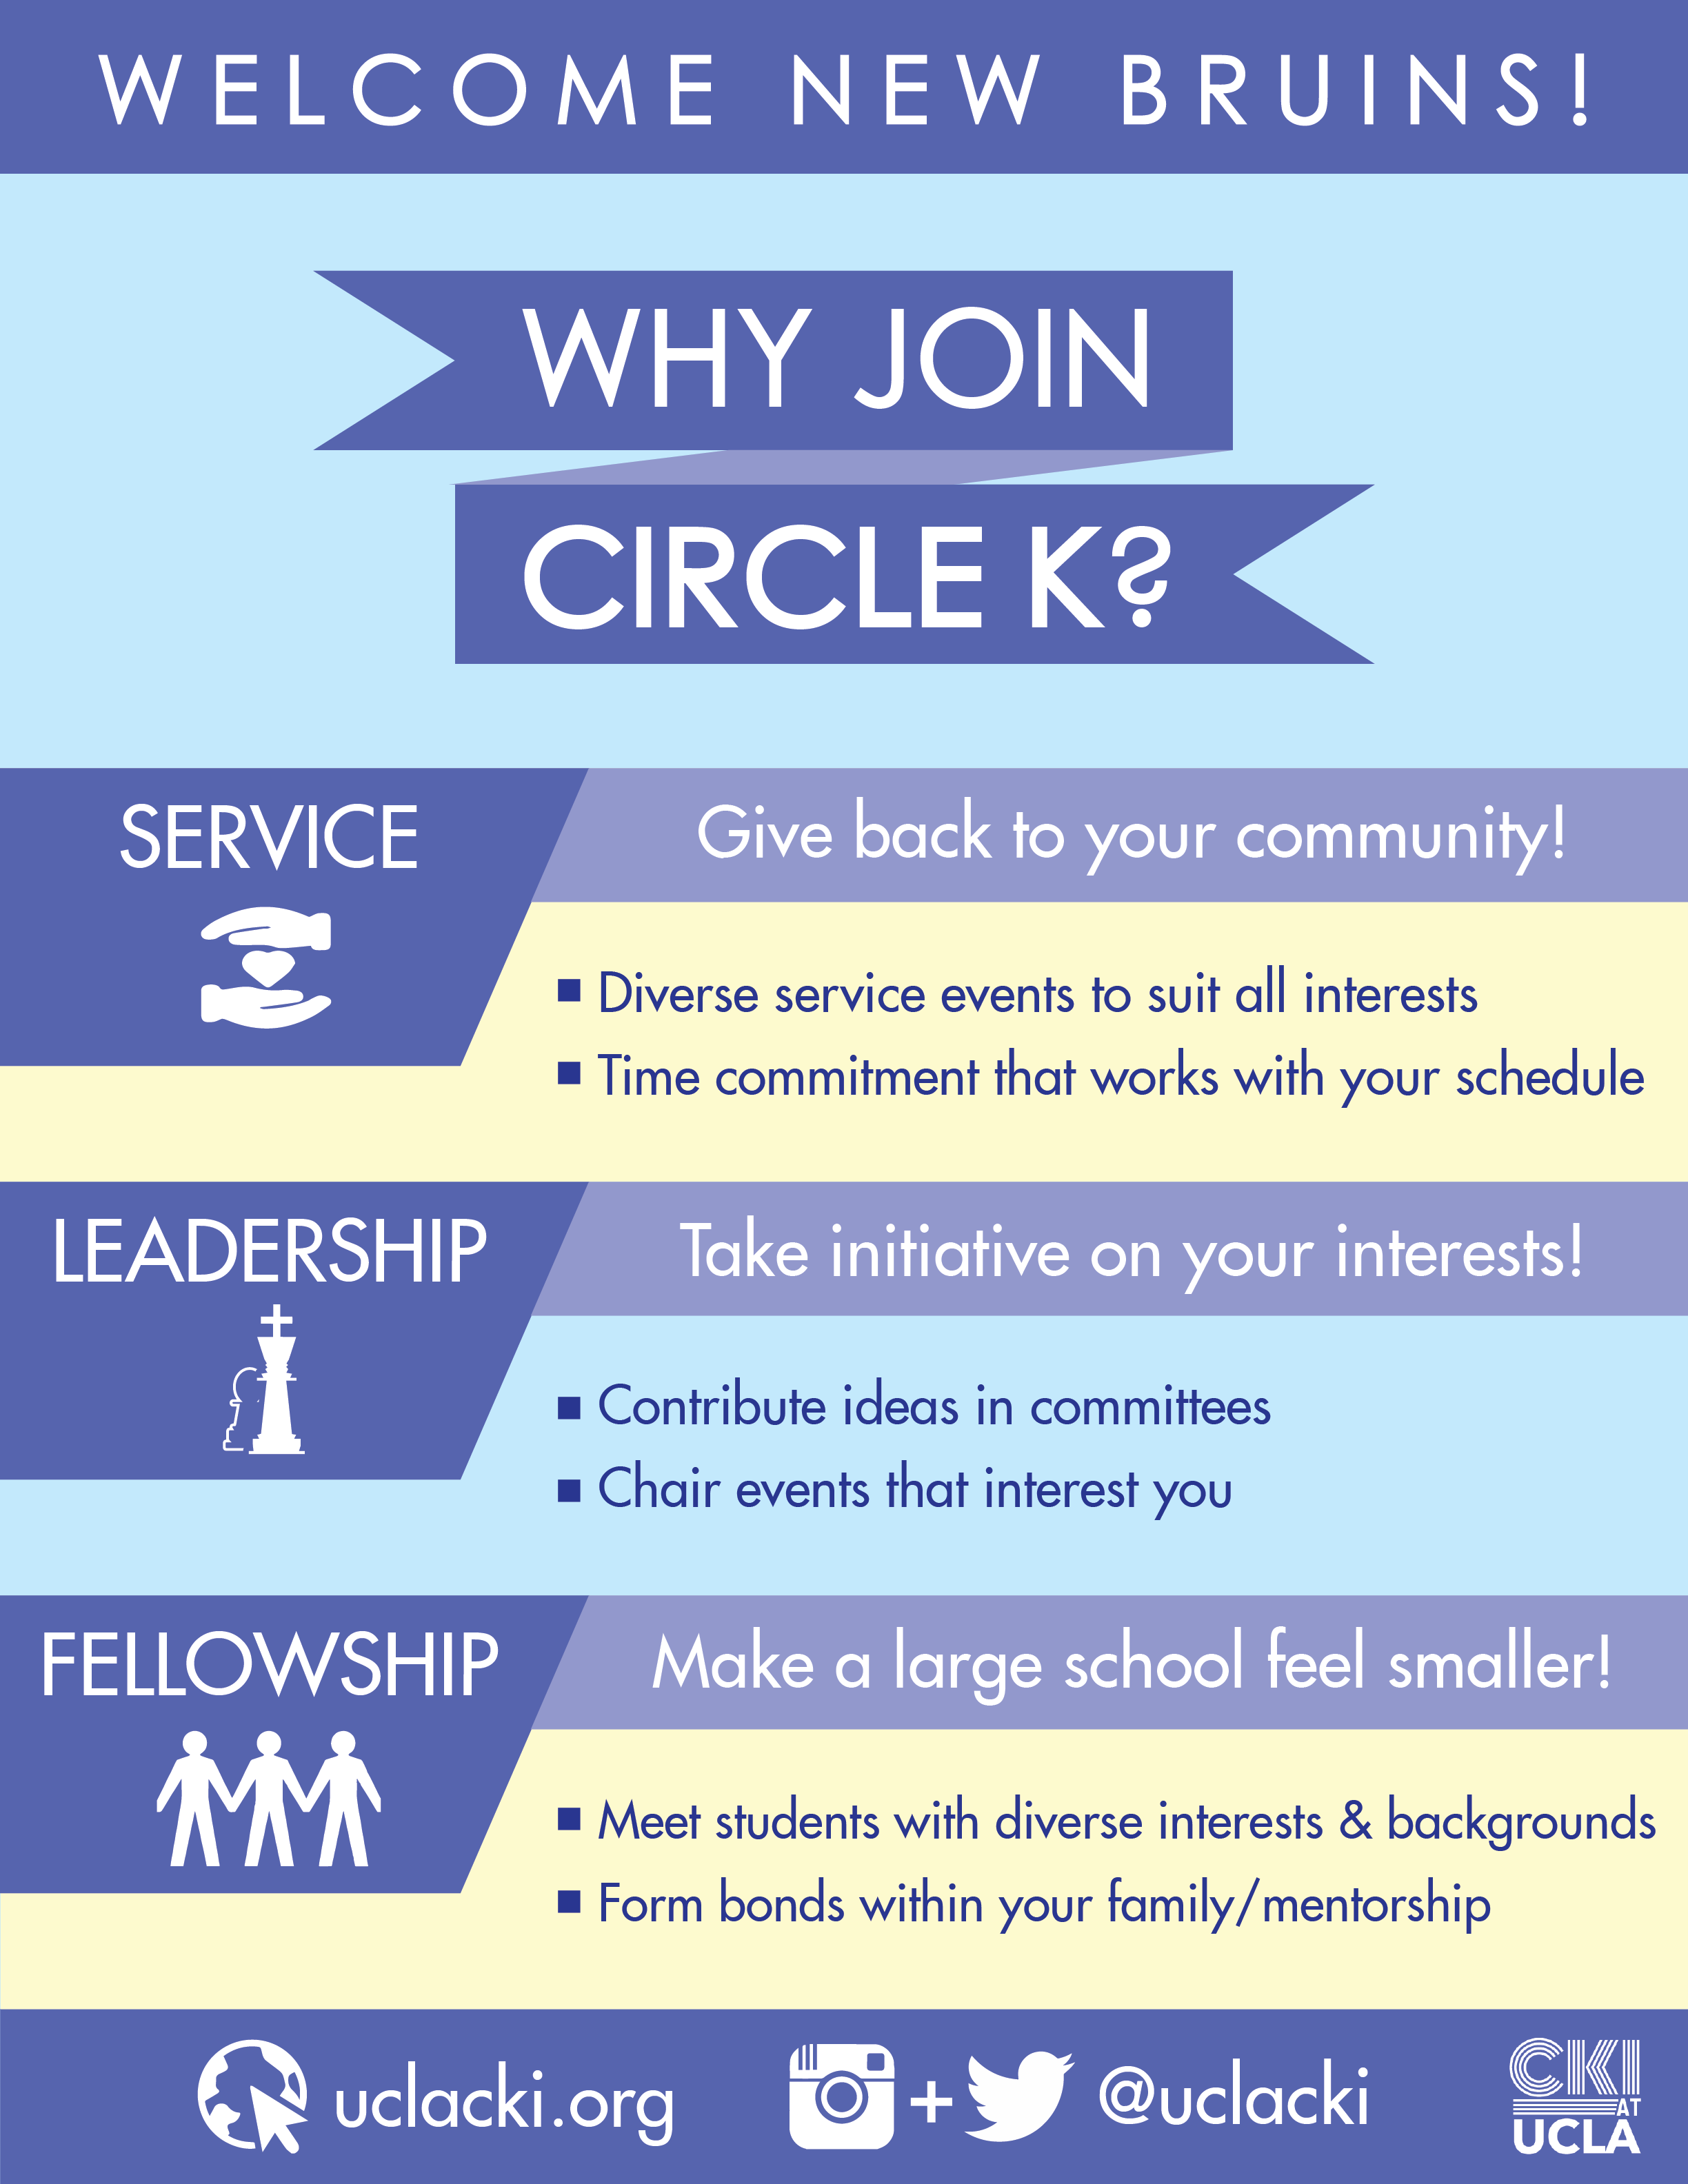 WELCOME NEW BRUINS!
WHY JOIN
CIRCLE K?
SERVICE
Give back to your community!
■ Diverse service events to suit all interests
■ Time commitment that works with your schedule
LEADERSHIP
Take initiative on your interests!
■ Contribute ideas in committees
■ Chair events that interest you
FELLOWSHIP
Make a large school feel smaller!
■ Meet students with diverse interests & backgrounds
■ Form bonds within your family/mentorship
uclacki.org
+ @uclacki
CKI
AT
UCLA